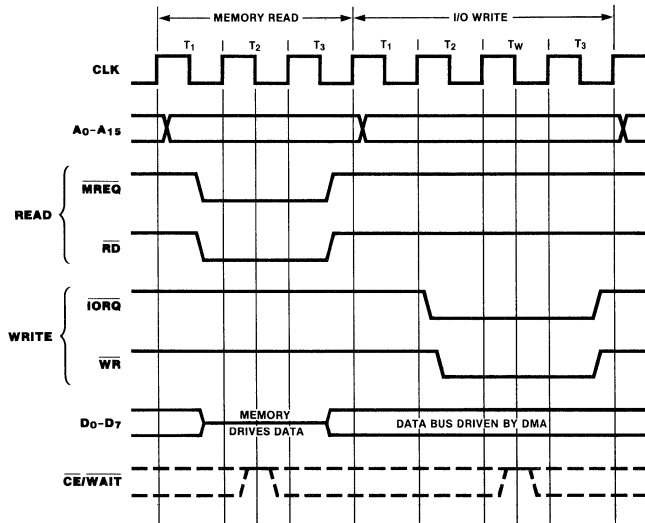 MEMORY READ I/O WRITE
T1 T2 T3 T1 T2 TW T3
CLK
A0-A15
MREQ
READ
RD
IORQ
WRITE
WR
D0-D7 MEMORY DRIVES DATA DATA BUS DRIVEN BY DMA
CE/WAIT